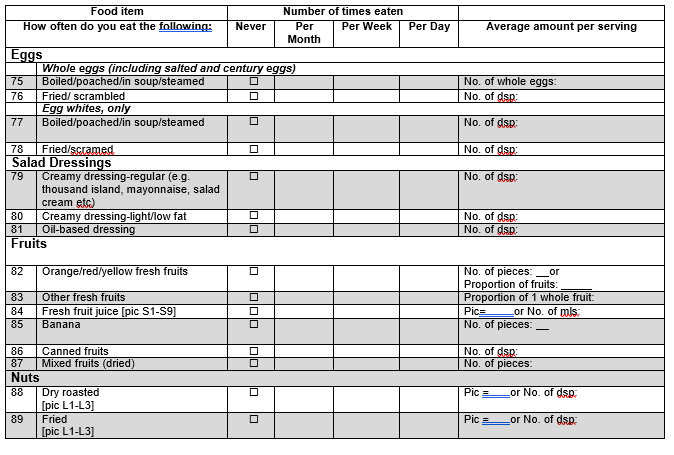 Food item Number of times eaten
How often do you eat the following: Never Per Month Per Week Per Day Average amount per serving
Eggs
Whole eggs (including salted and century eggs)
75 Boiled/poached/in soup/steamed ☐ No. of whole eggs:
76 Fried/ scrambled ☐ No. of dsp:
Egg whites, only
77 Boiled/poached/in soup/steamed ☐ No. of dsp:
78 Fried/scramed ☐ No. of dsp:
Salad Dressings
79 Creamy dressing-regular (e.g. ☐ No. of dsp:
thousand island, mayonnaise, salad
cream etc)
80 Creamy dressing-light/low fat ☐ No. of dsp:
81 Oil-based dressing ☐ No. of dsp:
Fruits
82 Orange/red/yellow fresh fruits ☐ No. of pieces: __or
Proportion of fruits: _____
83 Other fresh fruits ☐ Proportion of 1 whole fruit:
84 Fresh fruit juice [pic S1-S9] ☐ Pic=____or No. of mls:
85 Banana ☐ No. of pieces: __
86 Canned fruits ☐ No. of dsp:
87 Mixed fruits (dried) ☐ No. of pieces:
Nuts
88 Dry roasted ☐ Pic =____or No. of dsp:
[pic L1-L3]
89 Fried ☐ Pic =____or No. of dsp:
[pic L1-L3]